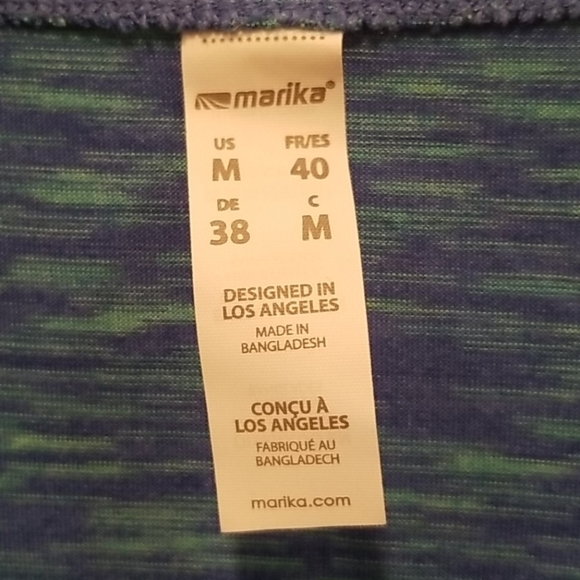 marika®
US FR/ES
M 40
DE C
38 M
DESIGNED IN
LOS ANGELES
MADE IN
BANGLADESH
CONÇU À
LOS ANGELES
FABRIQUÉ AU
BANGLADECH
marika.com